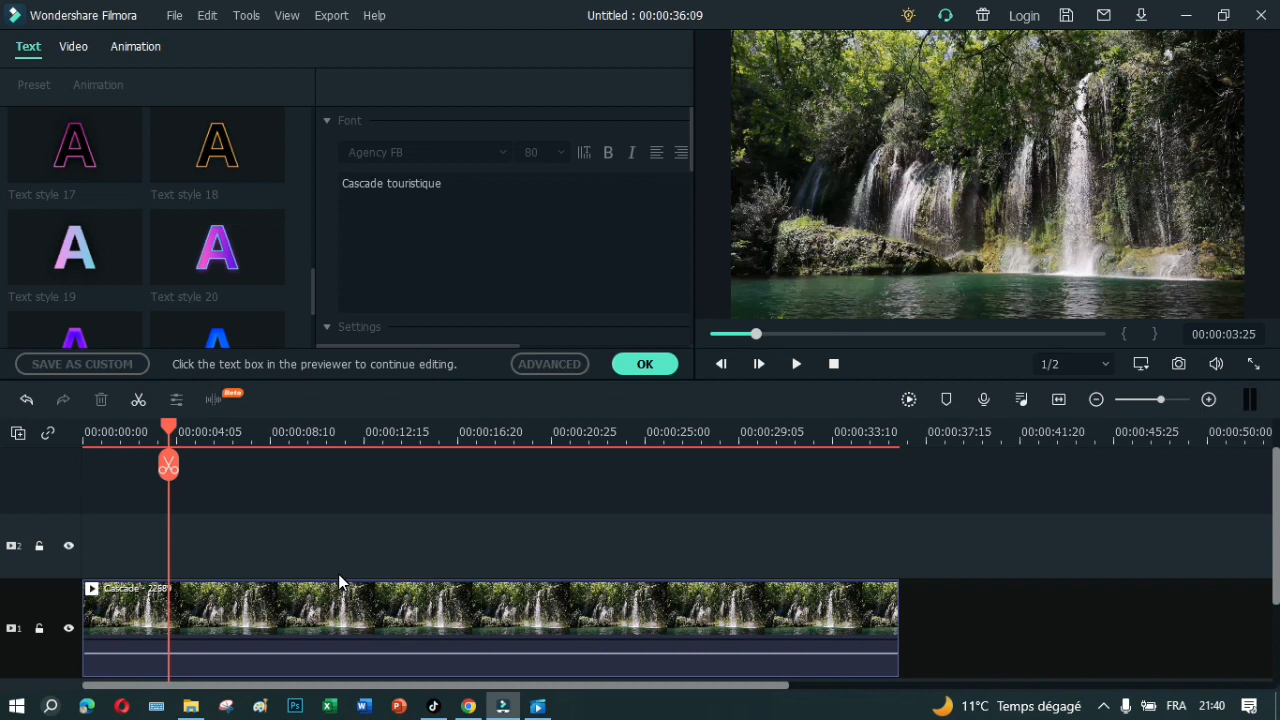 Wondershare Filmora
File
Edit
Tools
View
Export
Help
Untitled : 00:00:36:09
Login
Text
Video
Animation
Preset
Animation
Text style 17
Text style 18
Text style 19
Text style 20
Font
Agency FB
80
B
I
Cascade touristique
Settings
SAVE AS CUSTOM
Click the text box in the previewer to continue editing.
ADVANCED
OK
00:00:03:25
1/2
Beta
00:00:00:00
00:00:04:05
00:00:08:10
00:00:12:15
00:00:16:20
00:00:20:25
00:00:25:00
00:00:29:05
00:00:33:10
00:00:37:15
00:00:41:20
00:00:45:25
00:00:50:00
2
Cascade - 2258
1
11°C Temps dégagé
FRA
21:40